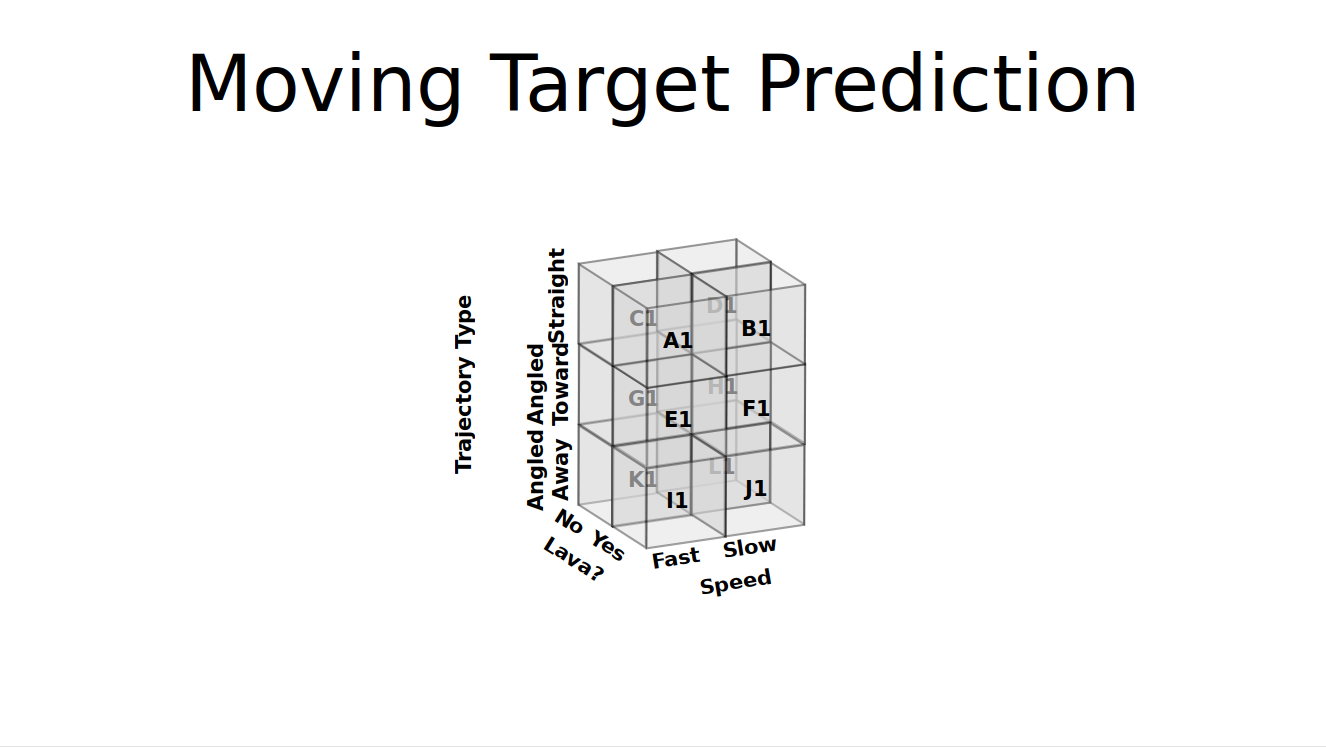 Moving Target Prediction
Trajectory Type
Straight
Angled Toward
Angled Away
C1
D1
A1
B1
G1
H1
E1
F1
K1
L1
I1
J1
No
Yes
Lava?
Fast
Slow
Speed